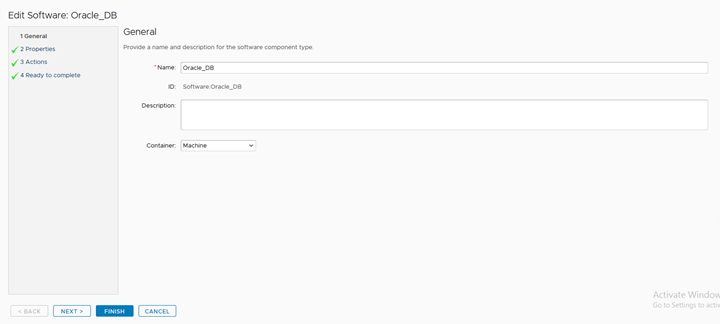 Edit Software: Oracle_DB
1 General
2 Properties
3 Actions
4 Ready to complete
General
Provide a name and description for the software component type.
* Name: Oracle_DB
ID: Software.Oracle_DB
Description:
Container: Machine
< BACK NEXT > FINISH CANCEL
Activate Window
Go to Settings to activ